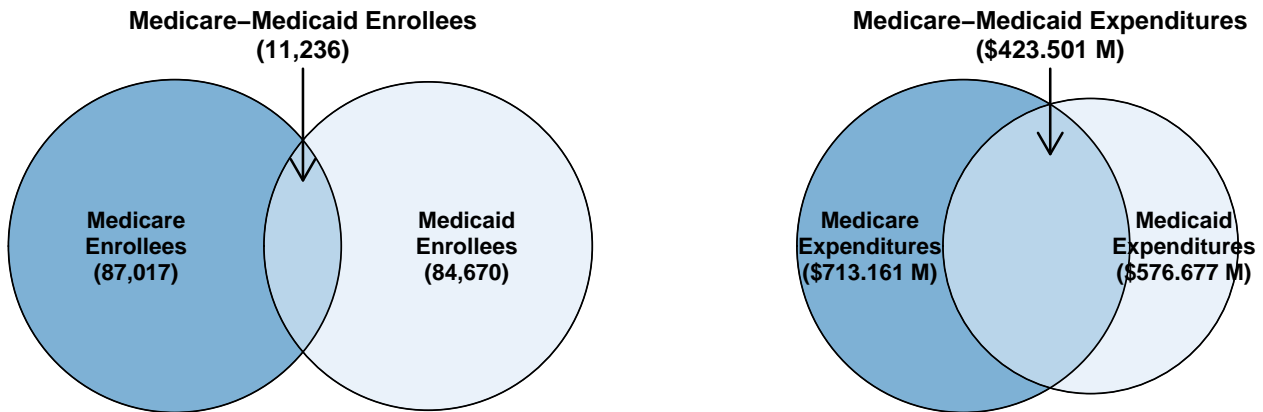 Medicare–Medicaid Enrollees
(11,236)
Medicare
Enrollees
(87,017)
Medicaid
Enrollees
(84,670)
Medicare–Medicaid Expenditures
($423.501 M)
Medicare
Expenditures
($713.161 M)
Medicaid
Expenditures
($576.677 M)